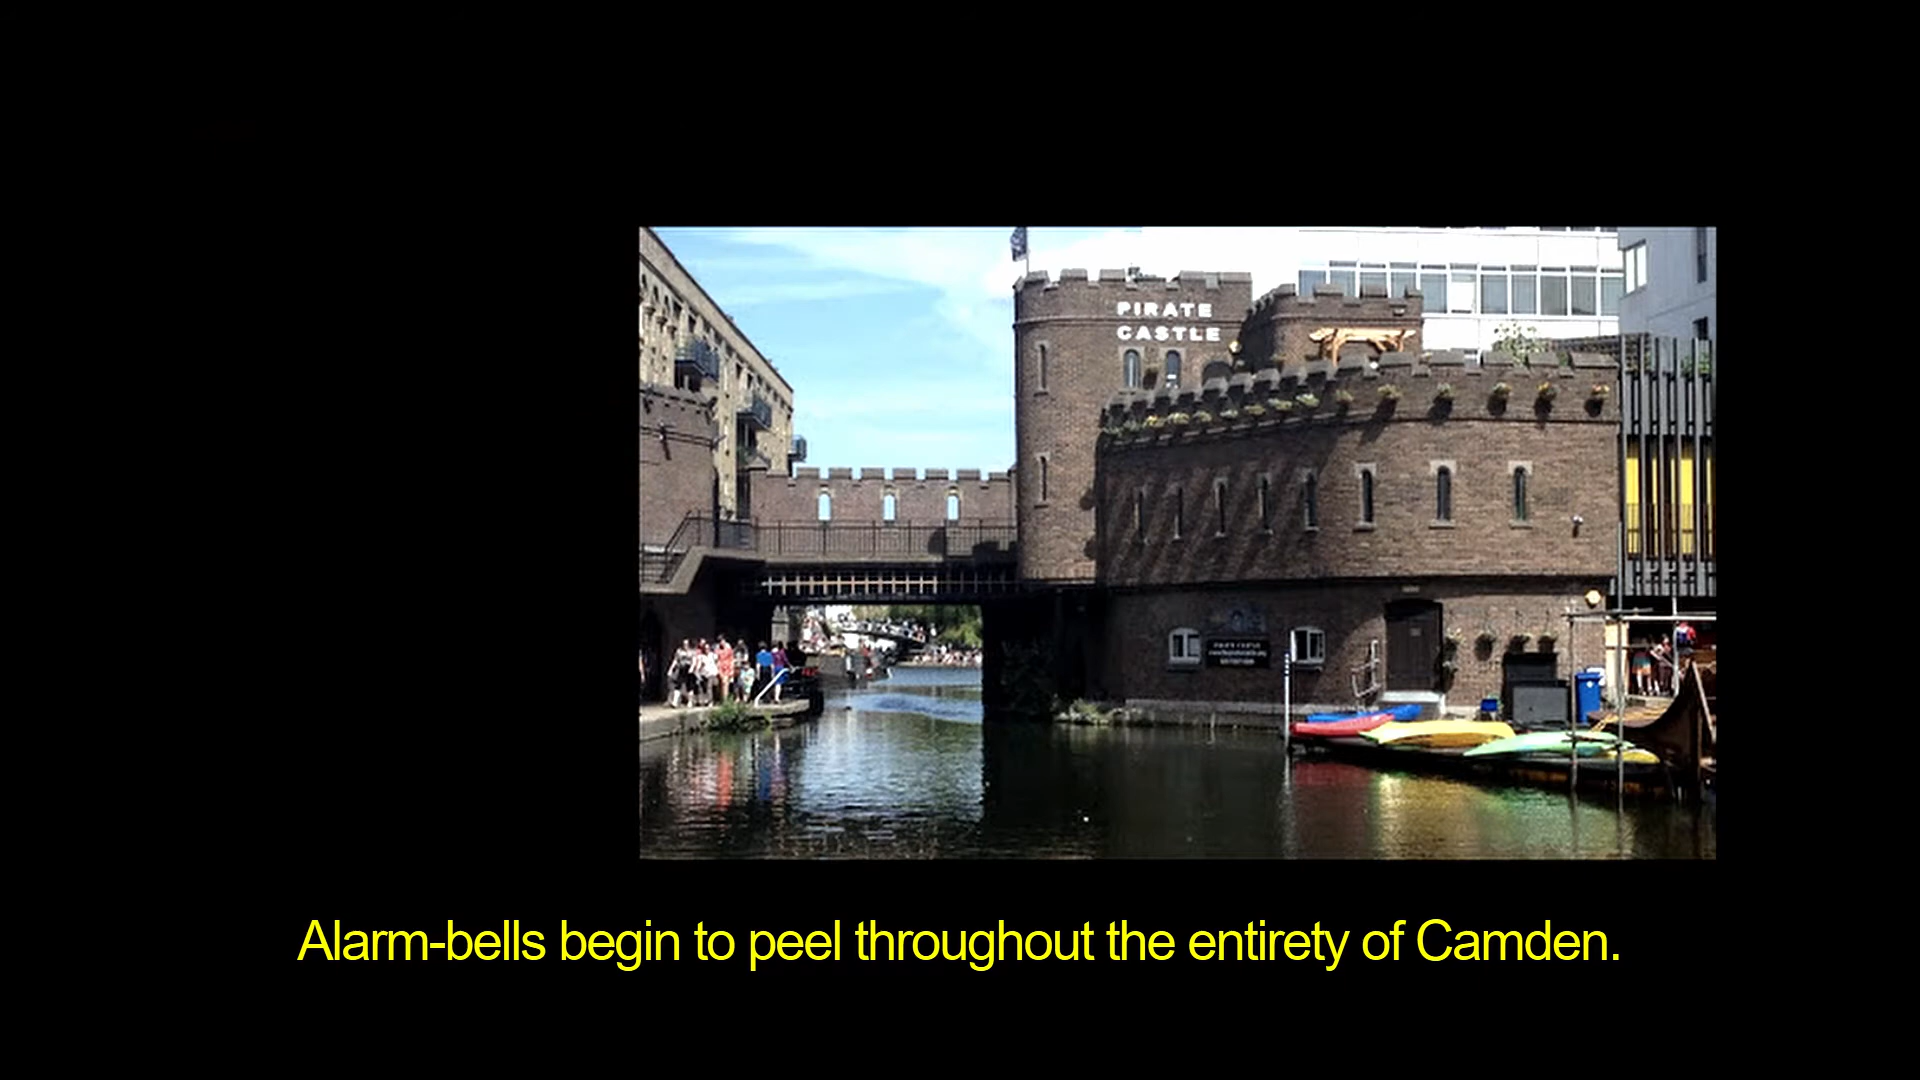 PIRATE
CASTLE
Alarm-bells begin to peel throughout the entirety of Camden.